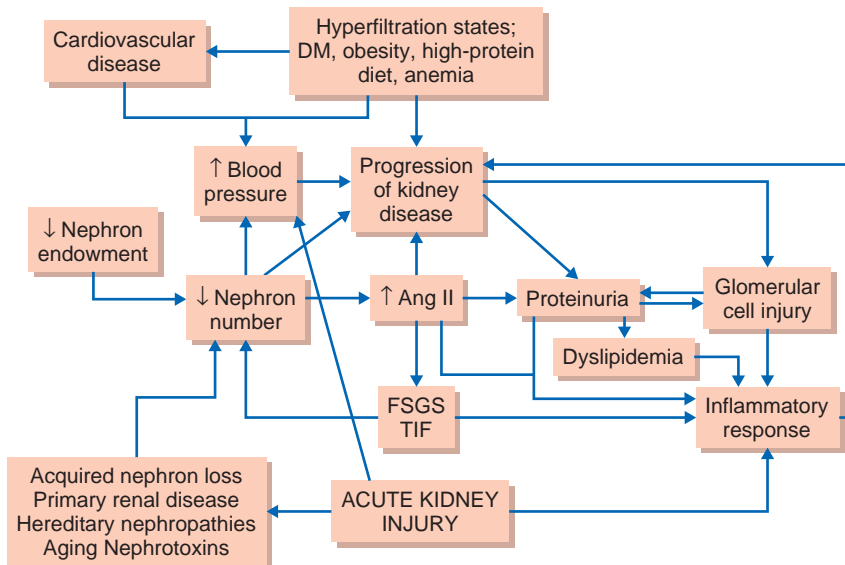 Cardiovascular
disease
Hyperfiltration states;
DM, obesity, high-protein
diet, anemia
↑ Blood
pressure
Progression
of kidney
disease
↓ Nephron
endowment
↓ Nephron
number
↑ Ang II
Proteinuria
Glomerular
cell injury
Dyslipidemia
FSGS
TIF
Inflammatory
response
Acquired nephron loss
Primary renal disease
Hereditary nephropathies
Aging Nephrotoxins
ACUTE KIDNEY
INJURY